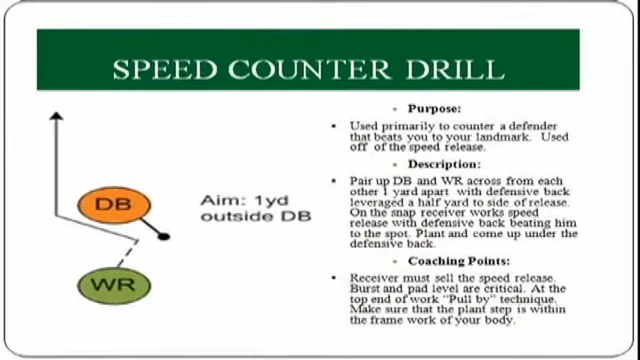 SPEED COUNTER DRILL
DB
WR
Aim: 1yd
outside DB
Purpose:
Used primarily to counter a defender
that beats you to your landmark. Used
off of the speed release.
Description:
Pair up DB and WR across from each
other 1 yard apart with defensive back
leveraged a half yard to side of release.
On the snap receiver works speed
release with defensive back beating him
to the spot. Plant and come up under the
defensive back.
Coaching Points:
Receiver must sell the speed release.
Burst and pad level are critical. At the
top end of work "Pull by" technique.
Make sure that the plant step is within
the frame work of your body.